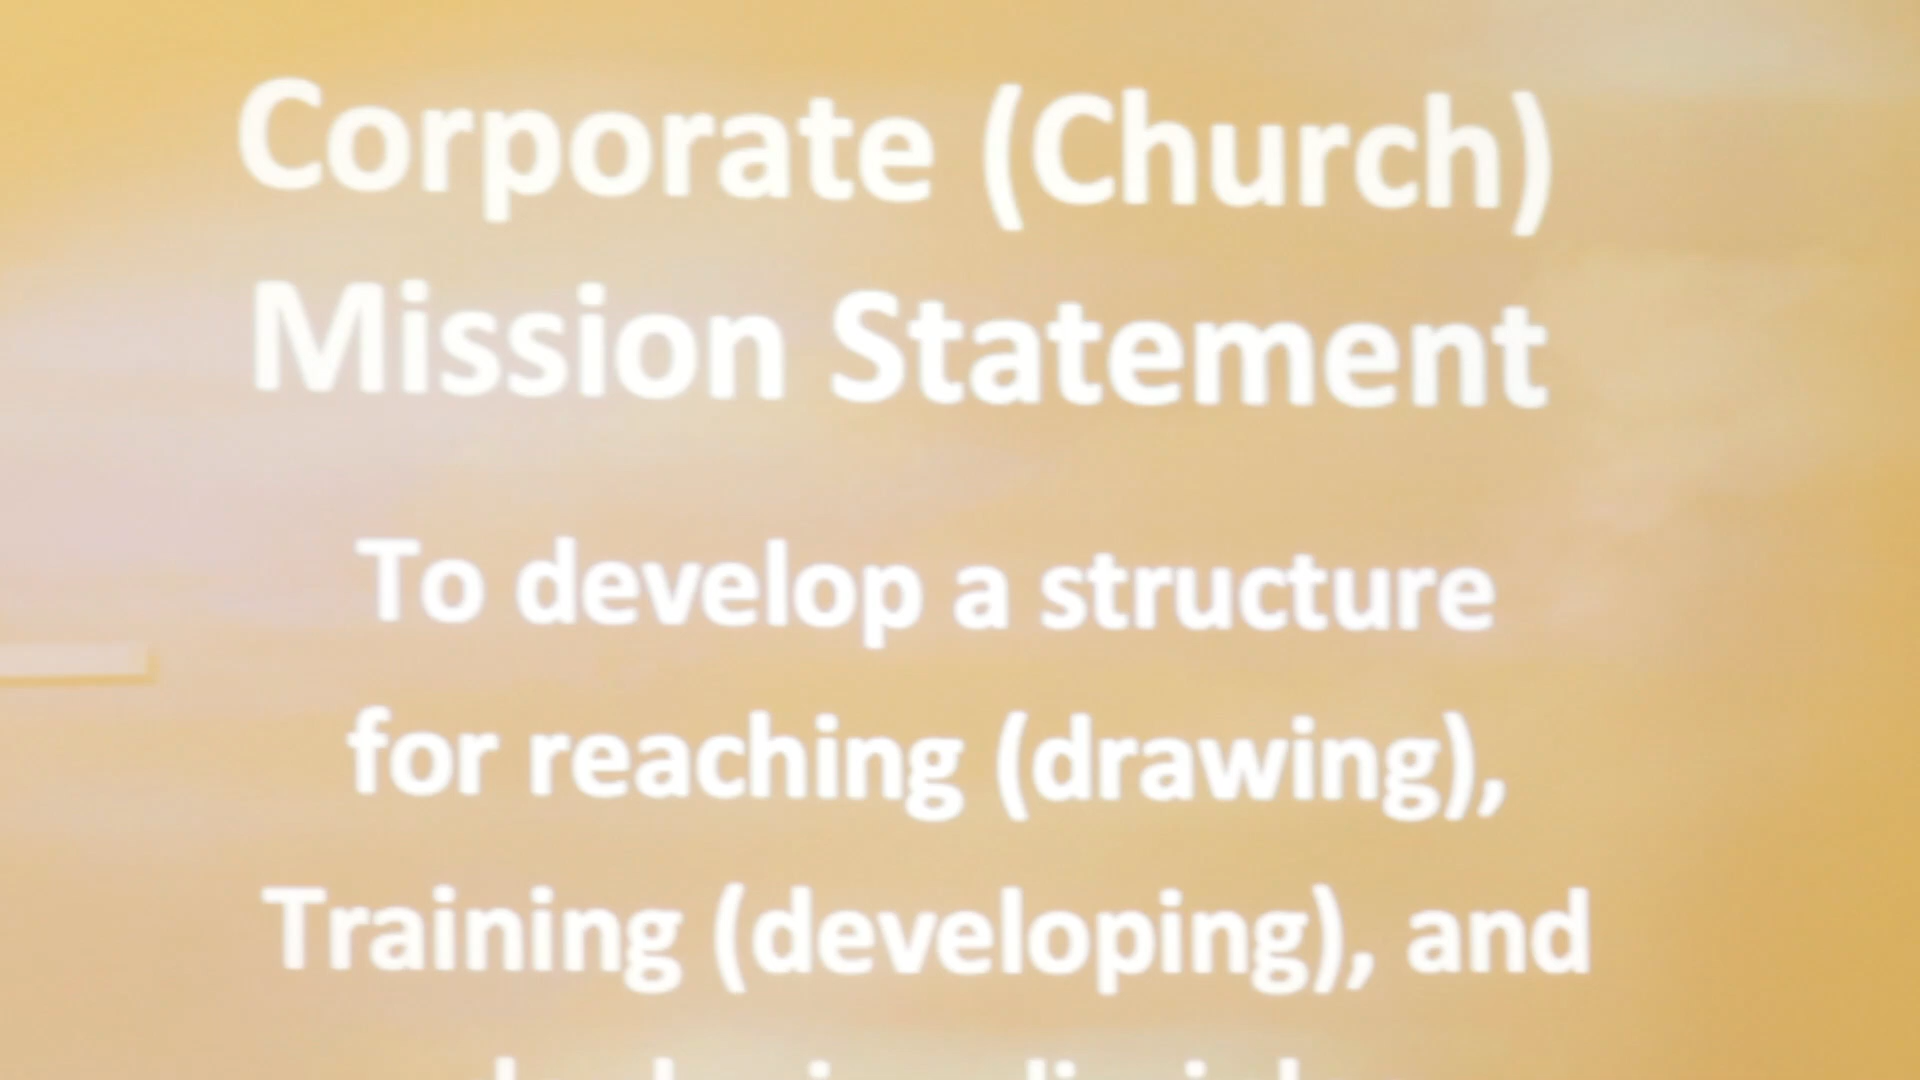 Corporate (Church)
Mission Statement
To develop a structure
for reaching (drawing),
Training (developing), and